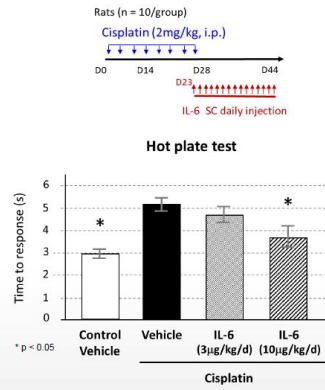 Rats (n = 10/group)
Cisplatin (2mg/kg, i.p.)
D0 D14 D28 D44
D23
IL-6 SC daily injection
Hot plate test
Time to response (s)
6
5
4
3
2
1
0
*
*
Control Vehicle IL-6 IL-6
Vehicle (3µg/kg/d) (10µg/kg/d)
* p < 0.05
Cisplatin